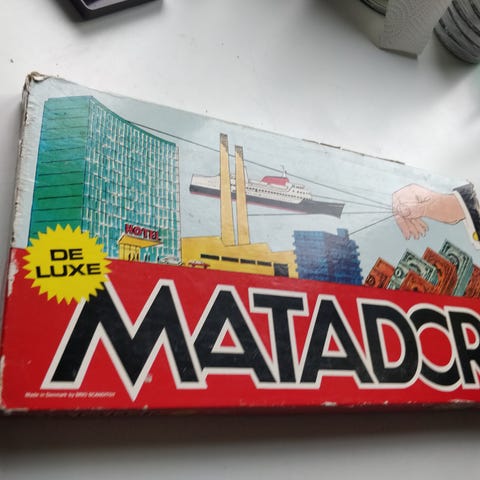 HOTEL
DE
LUXE
MATADOR
Made in Denmark by BRIO SCANDITOY